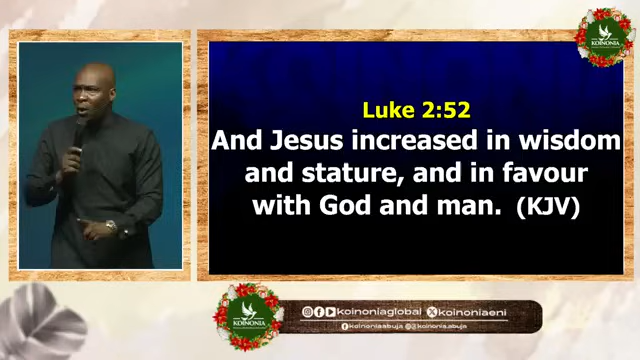 KOINONIA
Luke 2:52
And Jesus increased in wisdom
and stature, and in favour
with God and man. (KJV)
KOINONIA
koinoniaglobal koinoniaeni
koinoniaabuja koinonia.abuja